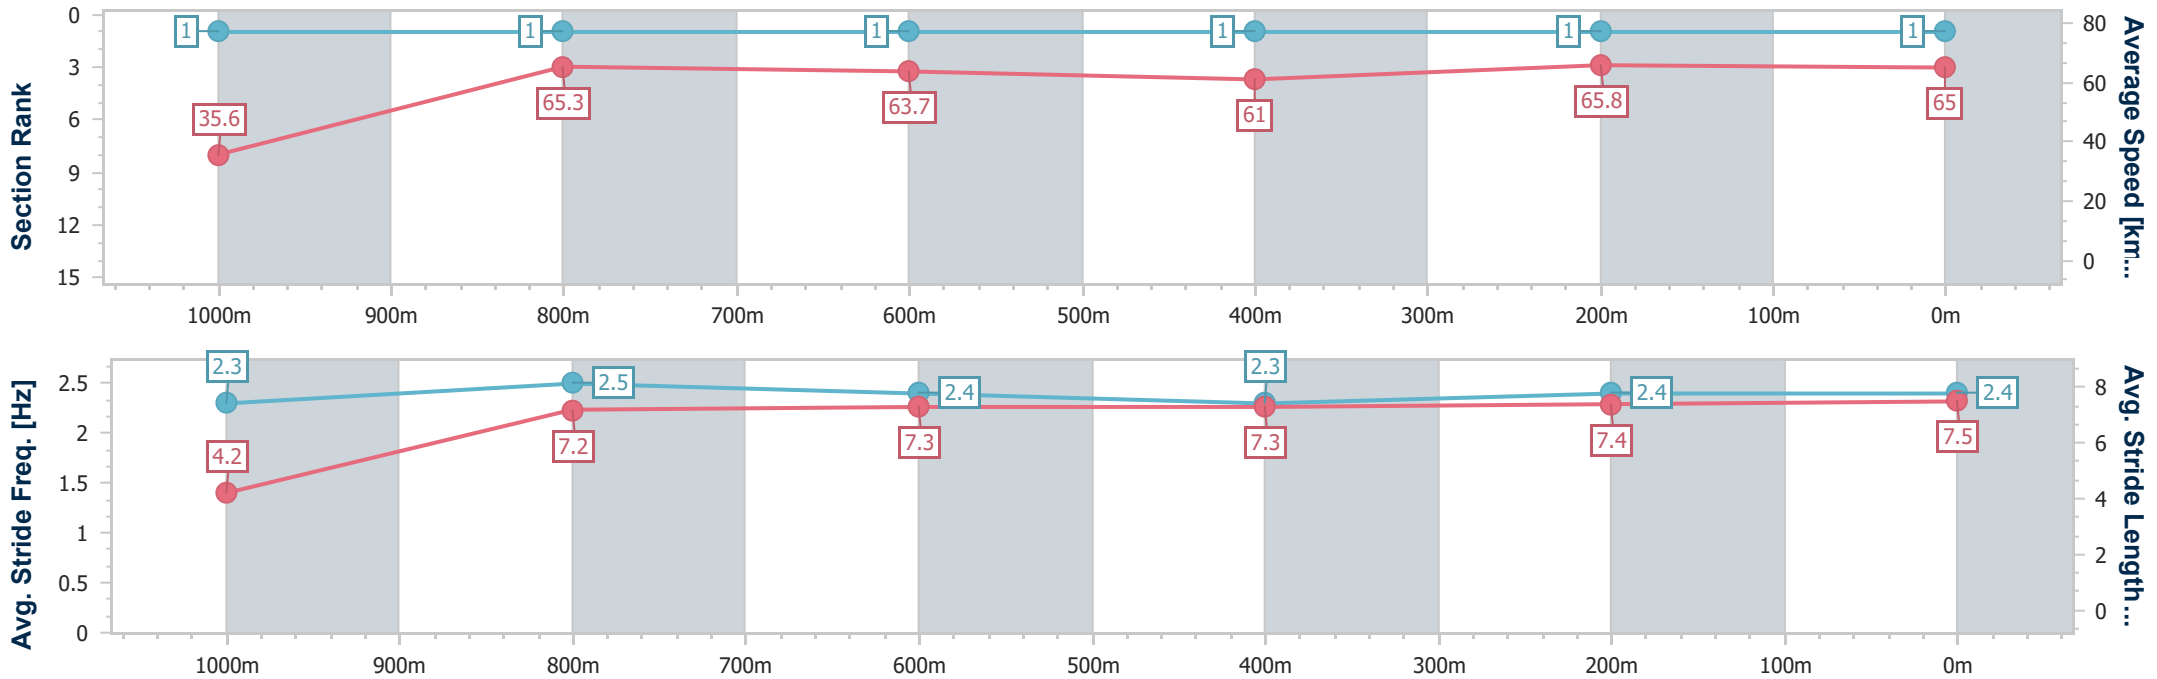 Section Rank
0
3
6
9
12
15
1
1
1
1
1
1
35.6
65.3
63.7
61
65.8
65
80
60
40
20
0
Average Speed [km...
1000m
900m
800m
700m
600m
500m
400m
300m
200m
100m
0m
Avg. Stride Freq. [Hz]
2.5
2
1.5
1
0.5
0
2.3
2.5
2.4
2.3
2.4
2.4
4.2
7.2
7.3
7.3
7.4
7.5
8
6
4
2
0
Avg. Stride Length...
1000m
900m
800m
700m
600m
500m
400m
300m
200m
100m
0m